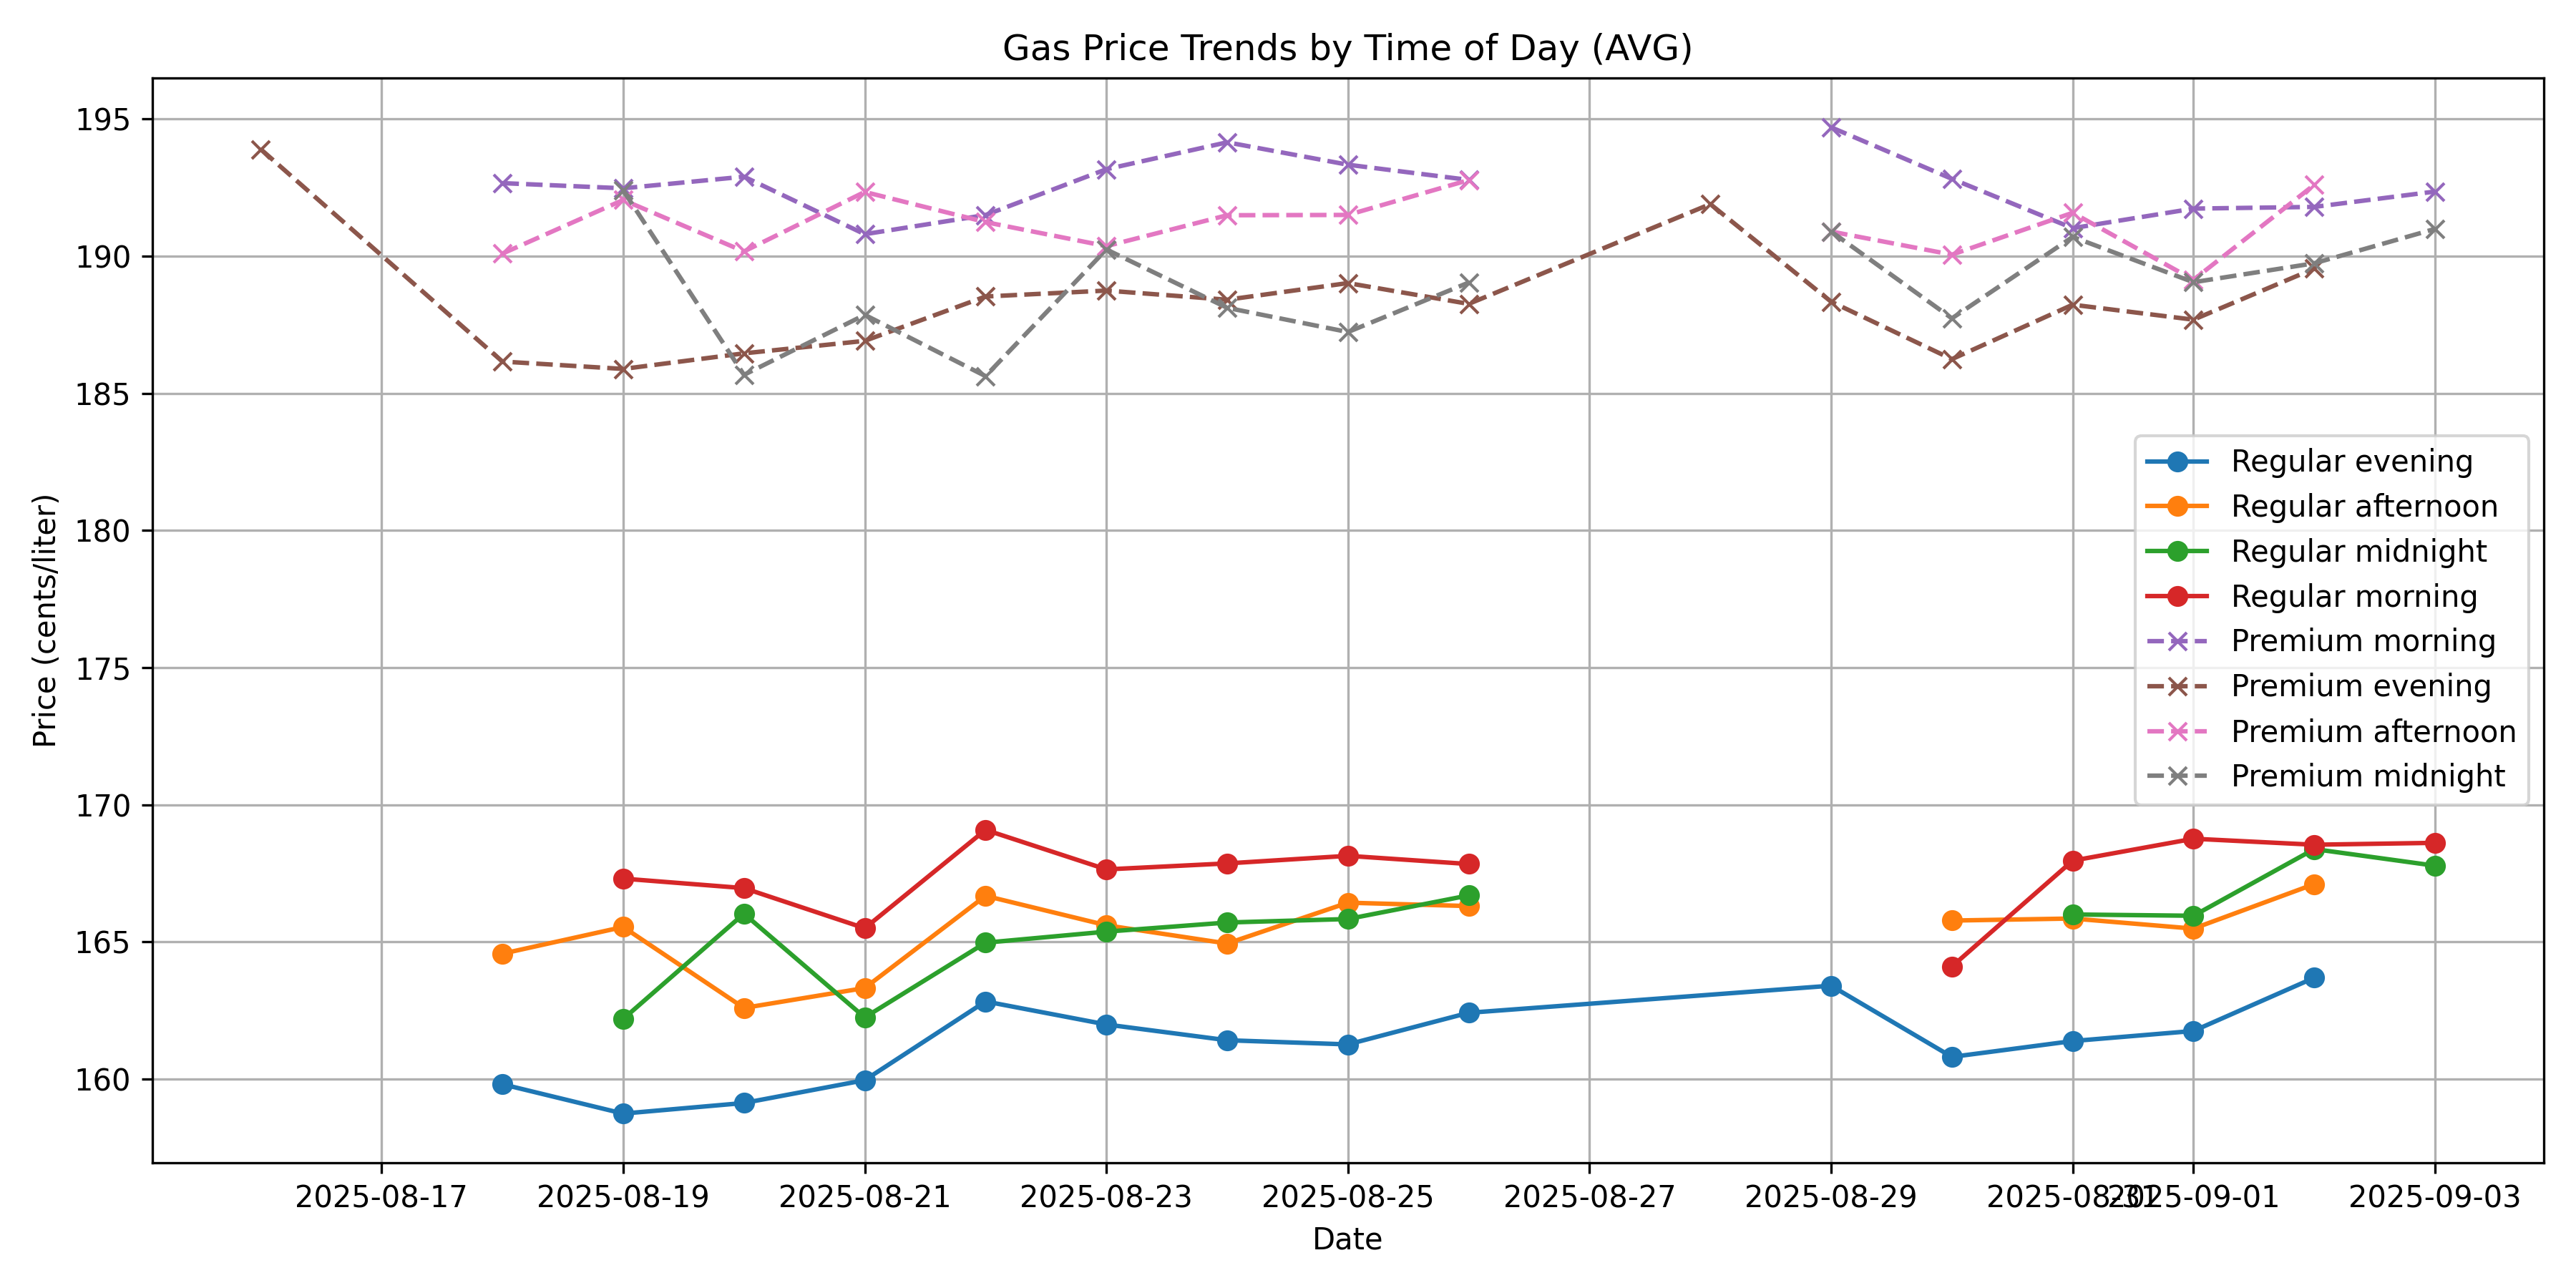 Gas Price Trends by Time of Day (AVG)
Price (cents/liter)
195
190
185
180
175
170
165
160
Regular evening
Regular afternoon
Regular midnight
Regular morning
Premium morning
Premium evening
Premium afternoon
Premium midnight
2025-08-17 2025-08-19 2025-08-21 2025-08-23 2025-08-25 2025-08-27 2025-08-29 2025-08-31 2025-09-01 2025-09-03
Date